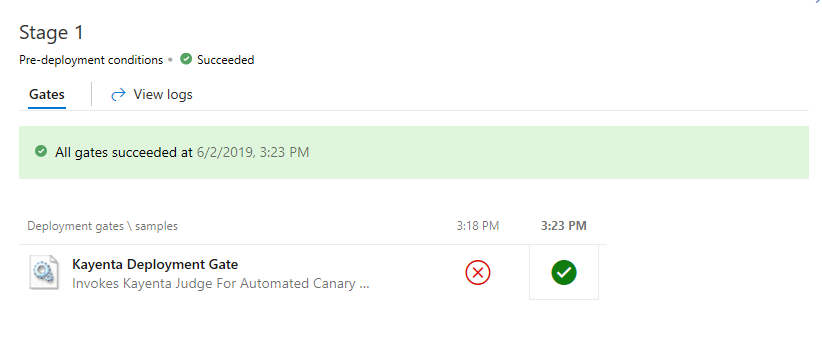 Stage 1
Pre-deployment conditions • Succeeded
Gates View logs
All gates succeeded at 6/2/2019, 3:23 PM
Deployment gates \ samples 3:18 PM 3:23 PM
Kayenta Deployment Gate
Invokes Kayenta Judge For Automated Canary ...